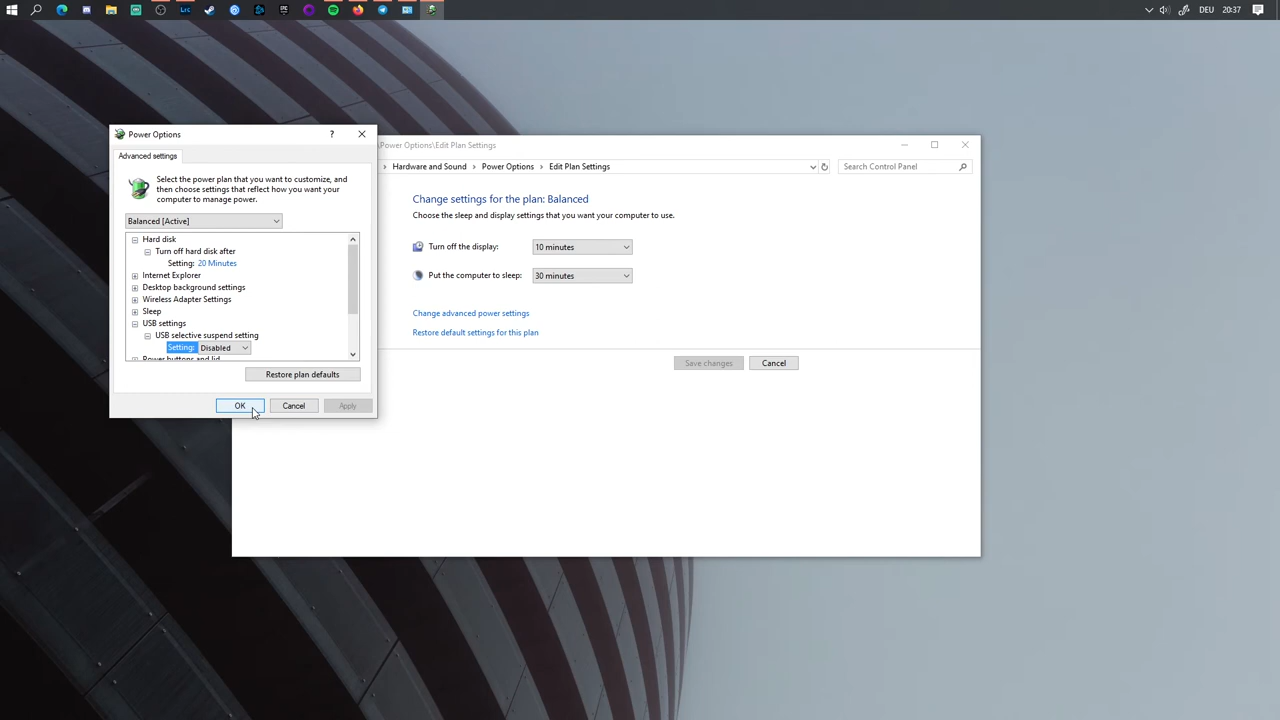 DEU
20:37
Power Options
?
Advanced settings
Select the power plan that you want to customize, and
then choose settings that reflect how you want your
computer to manage power.
Balanced [Active]
Hard disk
Turn off hard disk after
Setting: 20 Minutes
Internet Explorer
Desktop background settings
Wireless Adapter Settings
Sleep
USB settings
USB selective suspend setting
Setting: Disabled
Power buttons and lid
Restore plan defaults
OK
Cancel
Apply
\Power Options\Edit Plan Settings
Hardware and Sound
Power Options
Edit Plan Settings
Search Control Panel
Change settings for the plan: Balanced
Choose the sleep and display settings that you want your computer to use.
Turn off the display:
10 minutes
Put the computer to sleep:
30 minutes
Change advanced power settings
Restore default settings for this plan
Save changes
Cancel